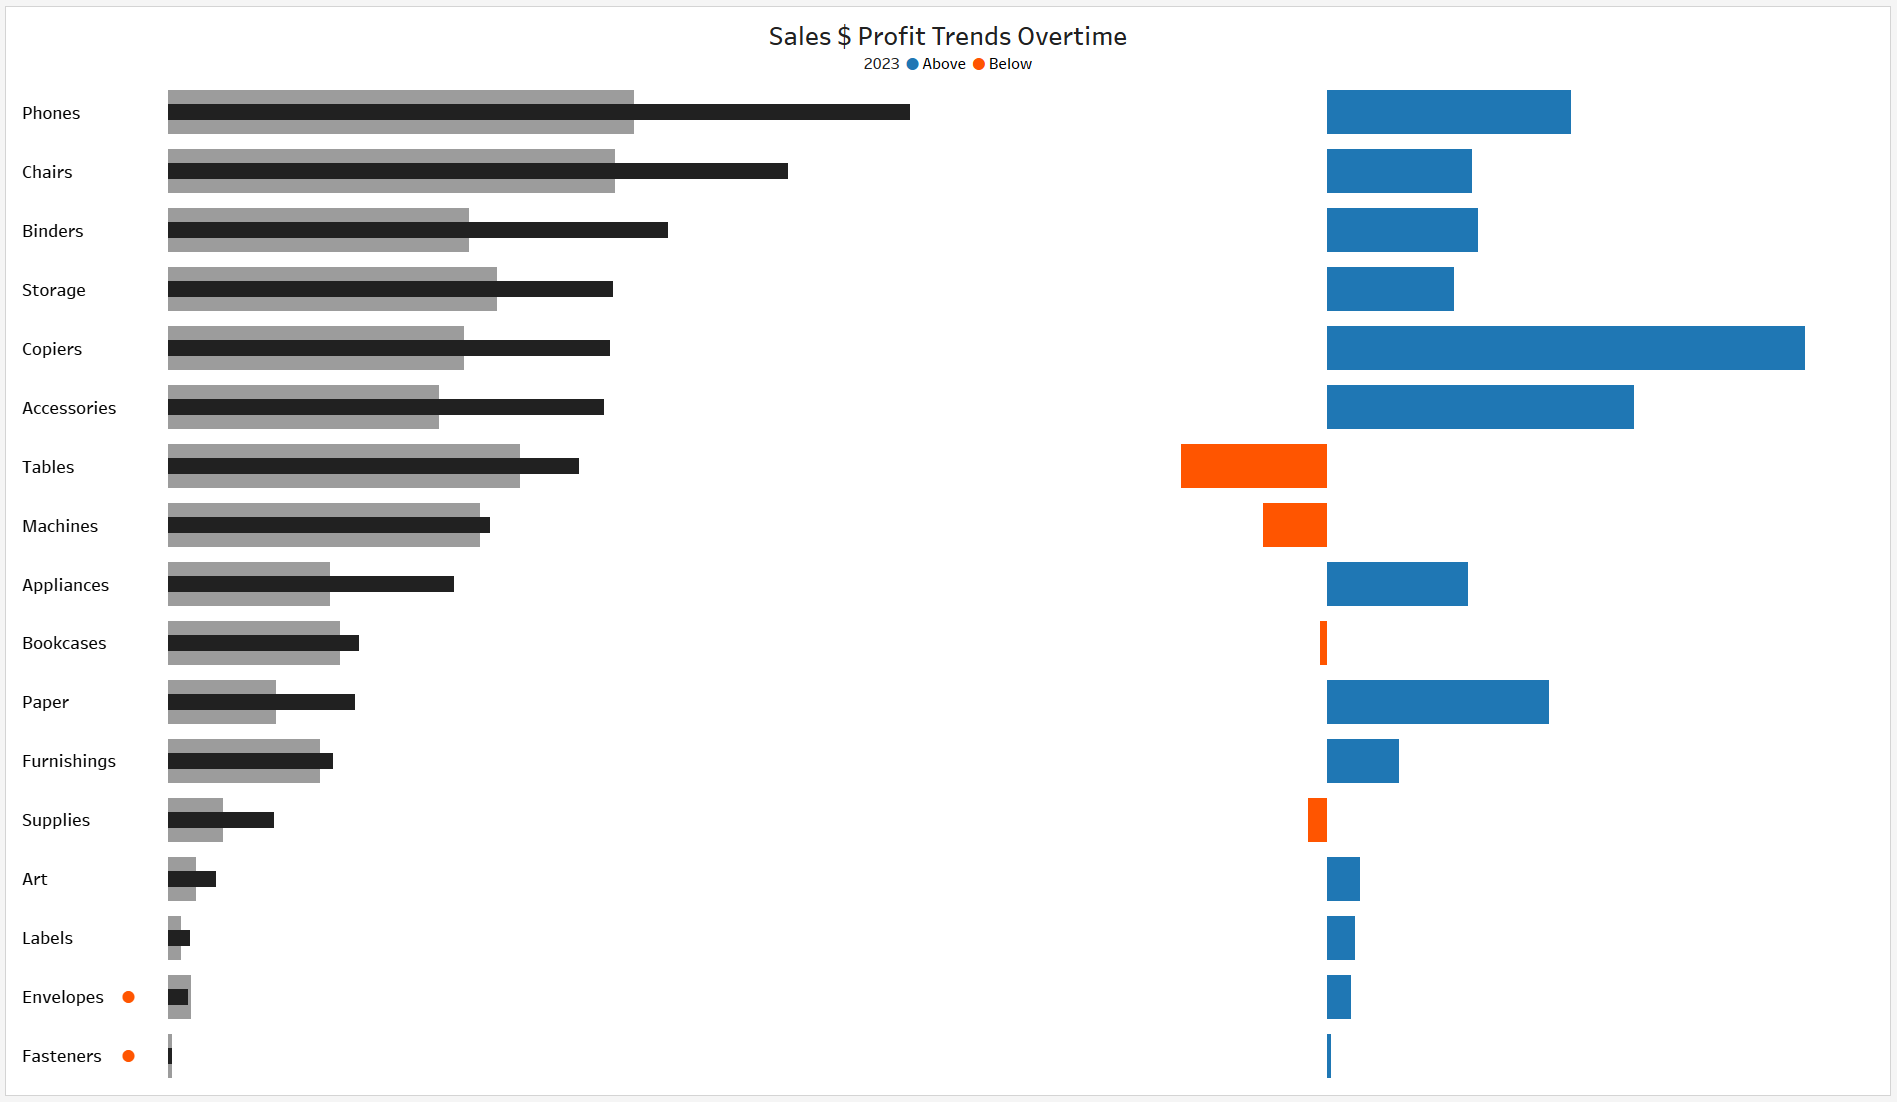 Sales $ Profit Trends Overtime
2023 Above Below
Phones
Chairs
Binders
Storage
Copiers
Accessories
Tables
Machines
Appliances
Bookcases
Paper
Furnishings
Supplies
Art
Labels
Envelopes
Fasteners